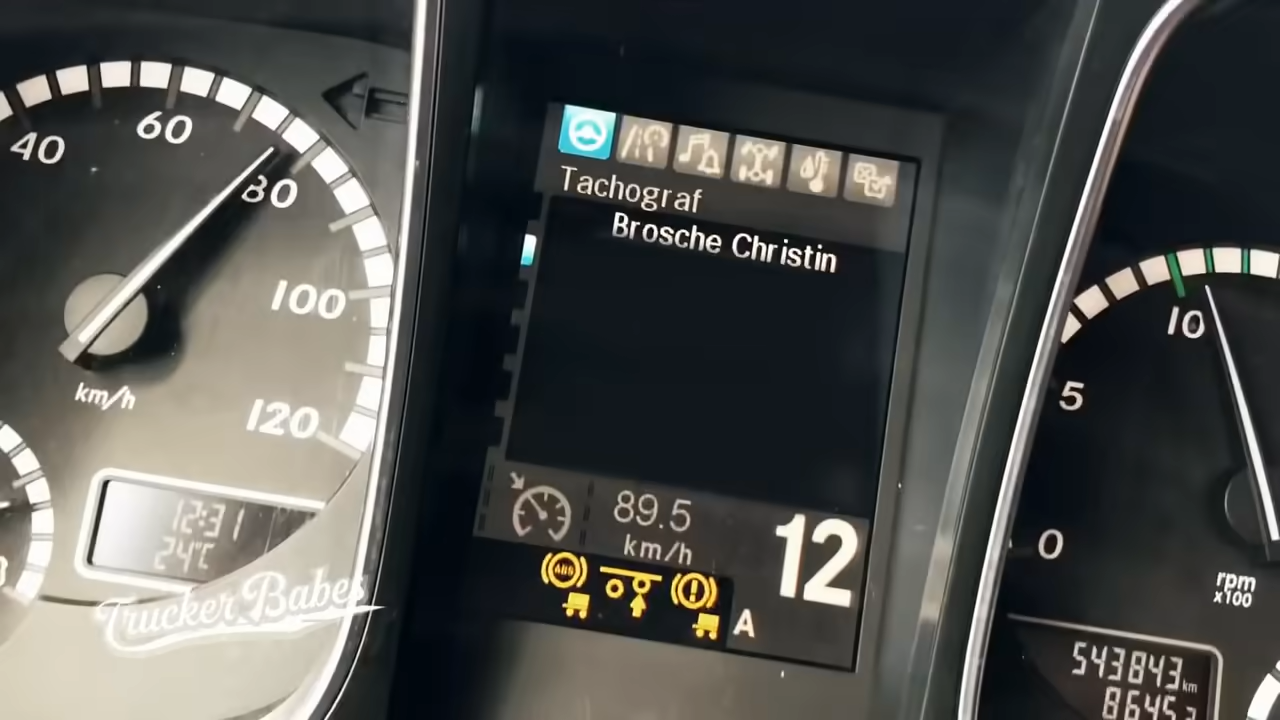 40
60
80
100
120
km/h
12:31
24°C
Trucker Babes
Tachograf
Brosche Christin
89.5
km/h
12
ABS
A
10
5
0
rpm
x100
543843 km
8645.7